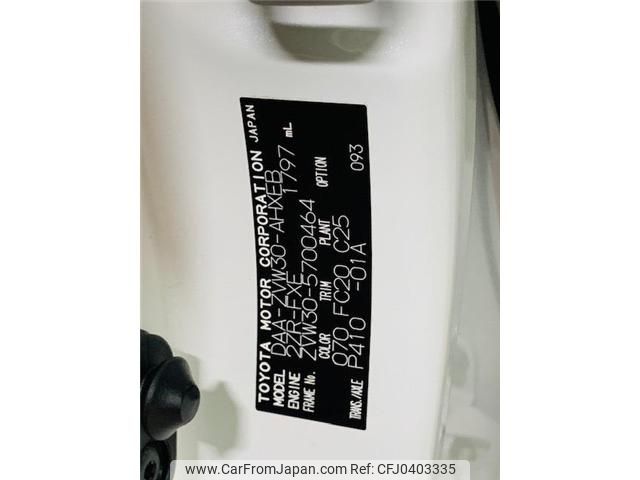 TOYOTA MOTOR CORPORATION JAPAN
MODEL DAA-ZVW30-AHXEB
ENGINE 2ZR-FXE 1797 mL
FRAME No. ZVW30-5700464
COLOR TRIM PLANT OPTION
070 FC20 C25 093
TRANS./AXLE P410 -01A
www.CarFromJapan.com Ref No. CFJ0403335